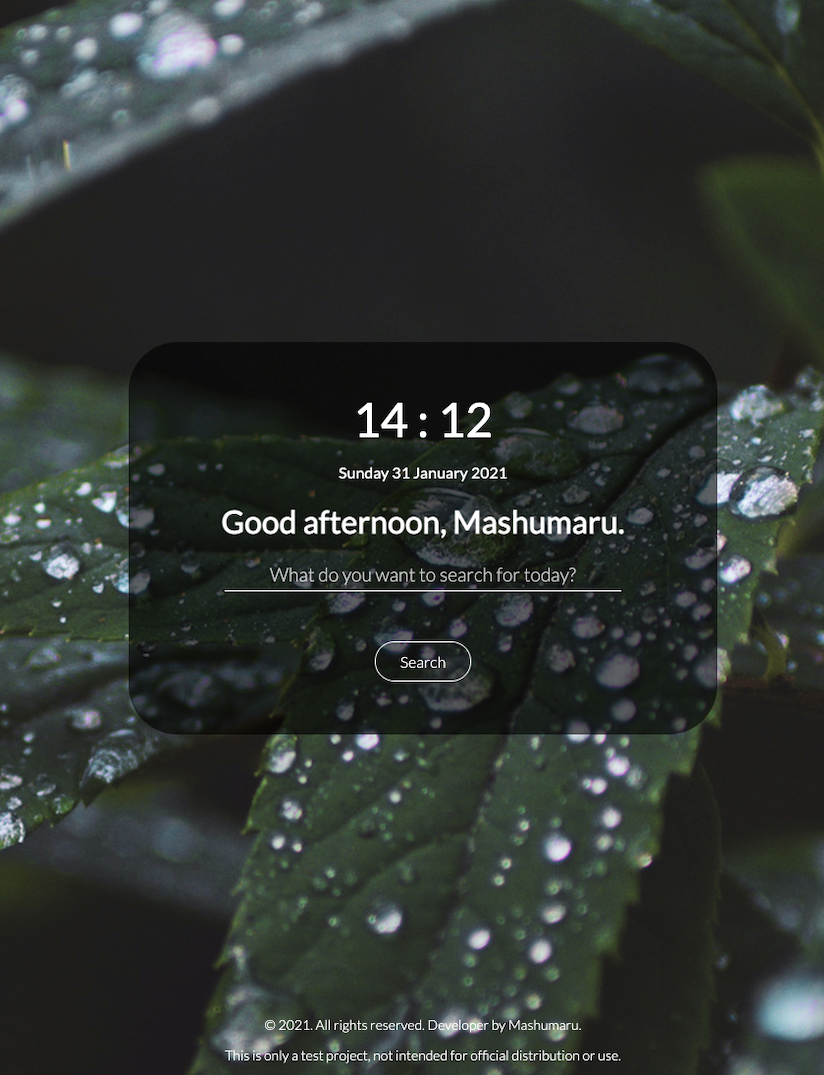 14 : 12
Sunday 31 January 2021
Good afternoon, Mashumaru.
What do you want to search for today?
Search
© 2021. All rights reserved. Developer by Mashumaru.
This is only a test project, not intended for official distribution or use.